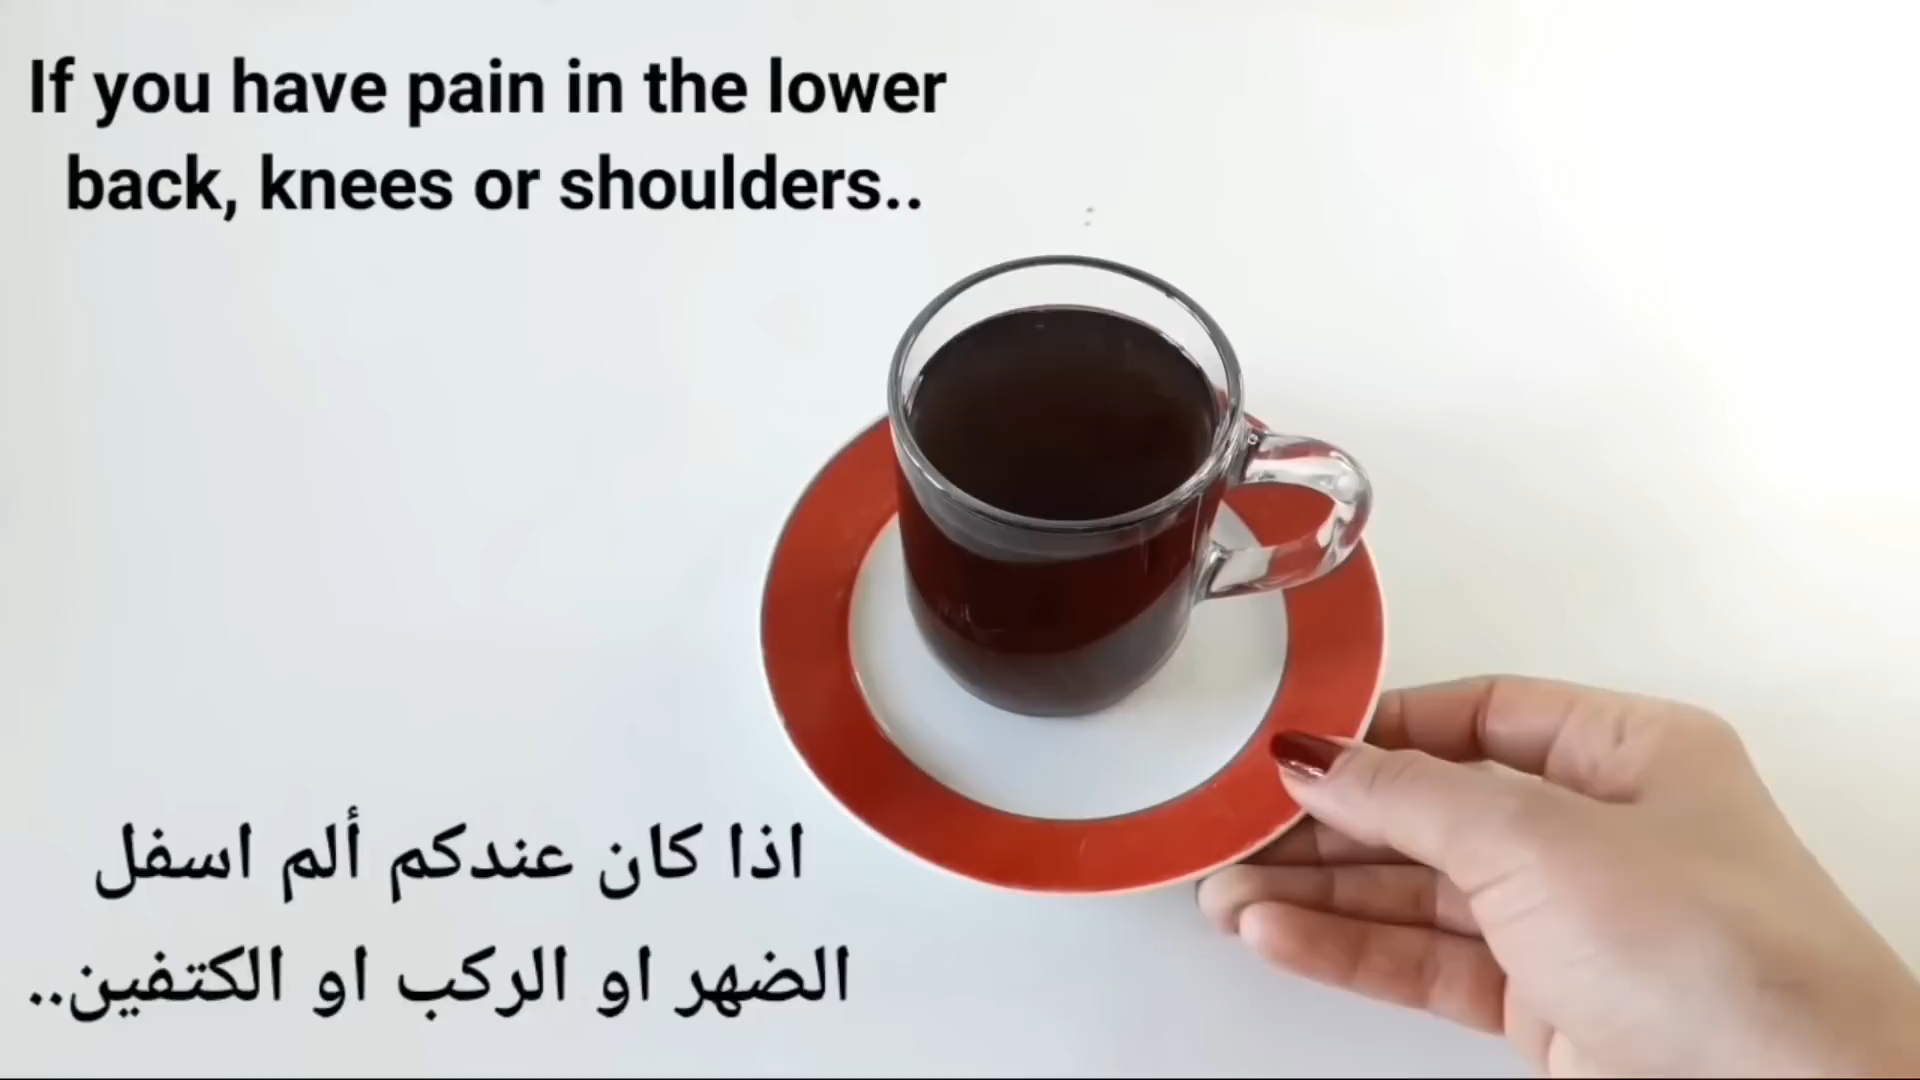 If you have pain in the lower
back, knees or shoulders..
اذا كان عندكم ألم اسفل
الضهر او الركب او الكتفين..